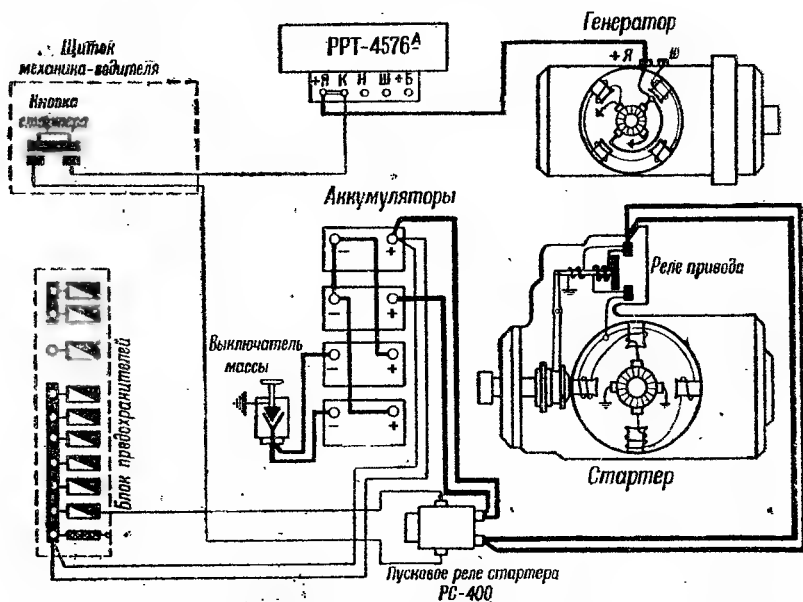 Щиток
механика-водителя
Кнопка
стартера
РРТ-4576А
+Я К Н Ш +Б
Генератор
+Я Ш
Аккумуляторы
- +
- +
- +
- +
Выключатель
массы
Блок предохранителей
Реле привода
Стартер
Пусковое реле стартера
РС-400